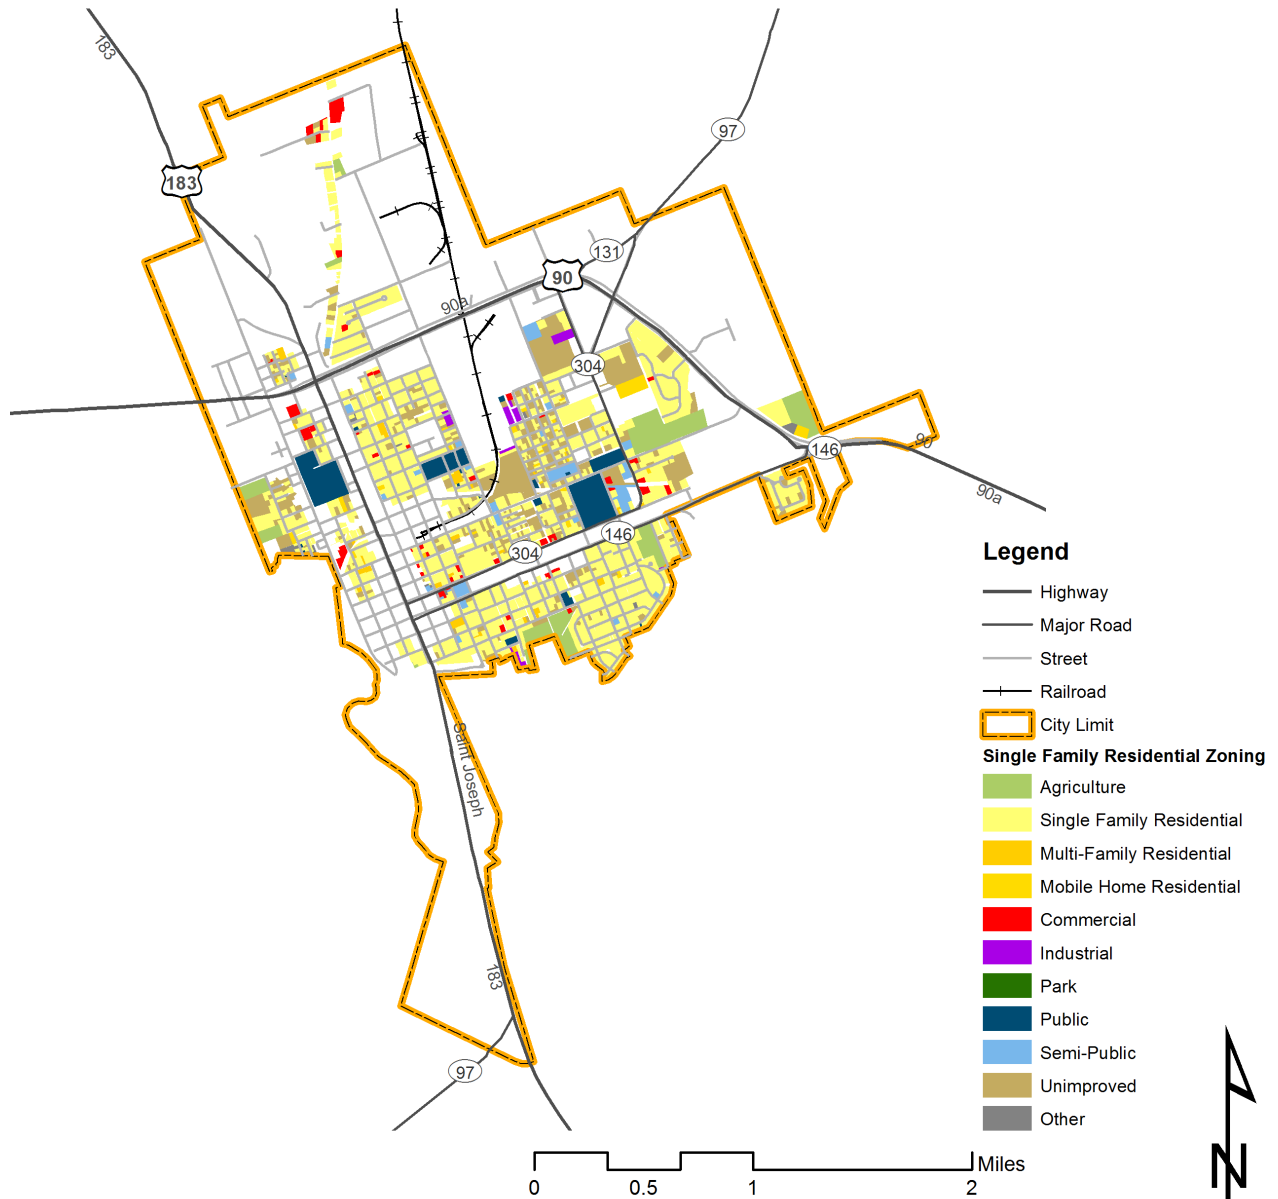 183
97
183
131
90
90a
304
146
90
90a
146
304
Saint Joseph
183
97
Legend
Highway
Major Road
Street
Railroad
City Limit
Single Family Residential Zoning
Agriculture
Single Family Residential
Multi-Family Residential
Mobile Home Residential
Commercial
Industrial
Park
Public
Semi-Public
Unimproved
Other
Miles
0 0.5 1 2
N